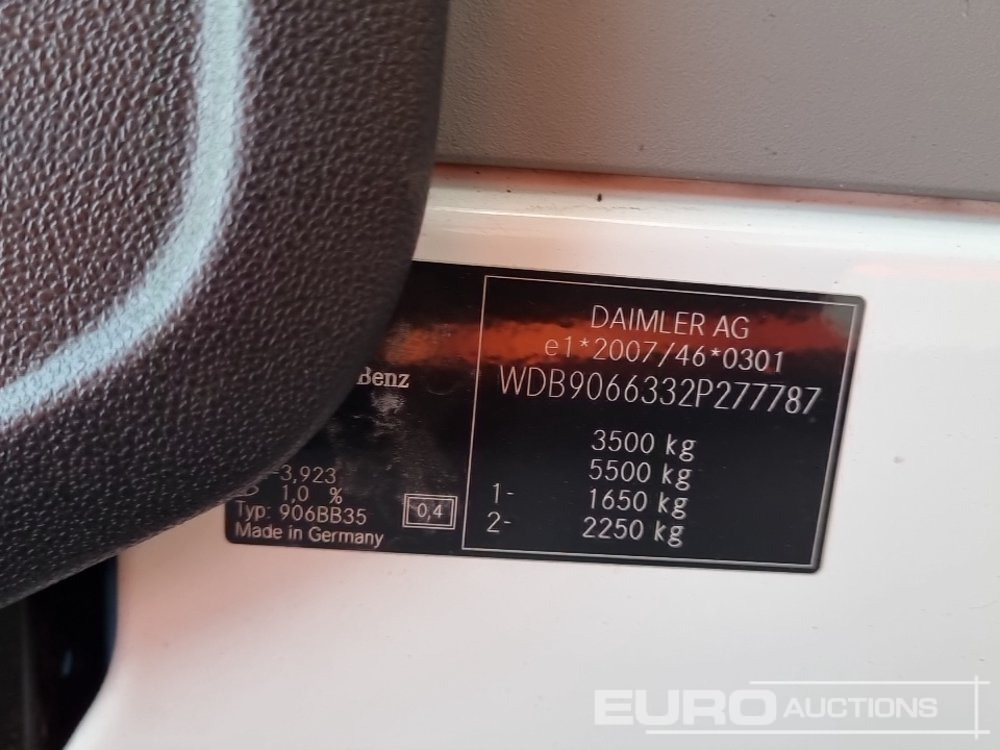 Benz
-3,923
1,0 %
Typ: 906BB35
Made in Germany
0,4
DAIMLER AG
e1*2007/46*0301
WDB9066332P277787
3500 kg
5500 kg
1- 1650 kg
2- 2250 kg
EURO AUCTIONS